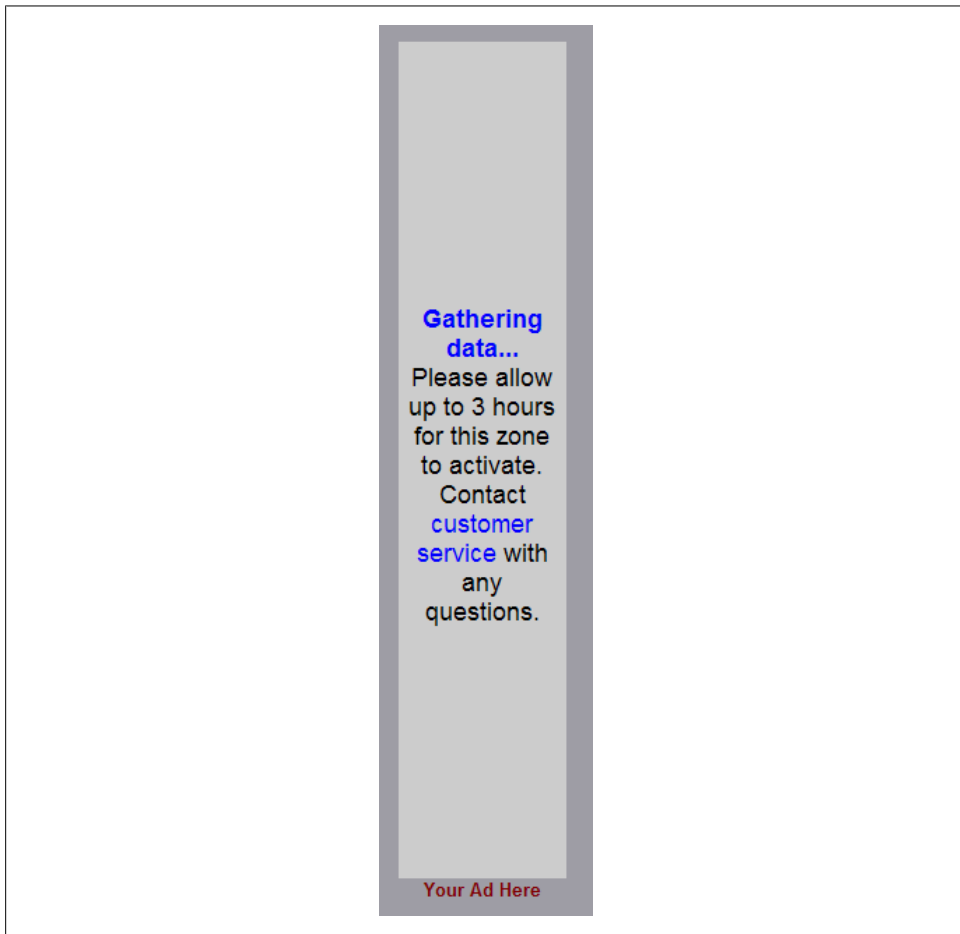 Gathering
data...
Please allow
up to 3 hours
for this zone
to activate.
Contact
customer
service with
any
questions.
Your Ad Here